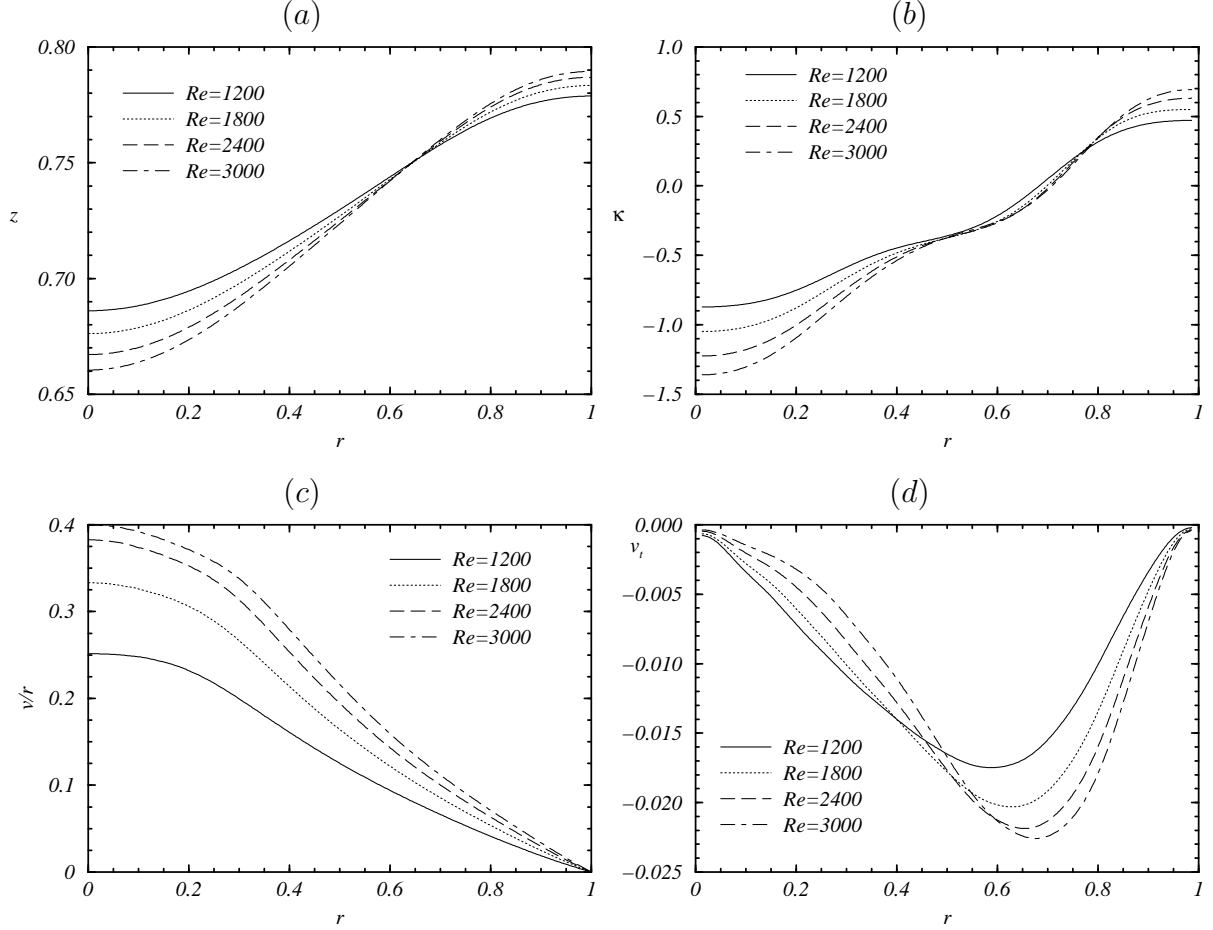 (a)
0.80
0.75
z
0.70
0.65
0 0.2 0.4 0.6 0.8 1
r
Re=1200
Re=1800
Re=2400
Re=3000
(b)
1.0
0.5
0.0
κ
−0.5
−1.0
−1.5
0 0.2 0.4 0.6 0.8 1
r
Re=1200
Re=1800
Re=2400
Re=3000
(c)
0.4
0.3
v/r
0.2
0.1
0
0 0.2 0.4 0.6 0.8 1
r
Re=1200
Re=1800
Re=2400
Re=3000
(d)
0.000
v_t
−0.005
−0.010
−0.015
−0.020
−0.025
0 0.2 0.4 0.6 0.8 1
r
Re=1200
Re=1800
Re=2400
Re=3000